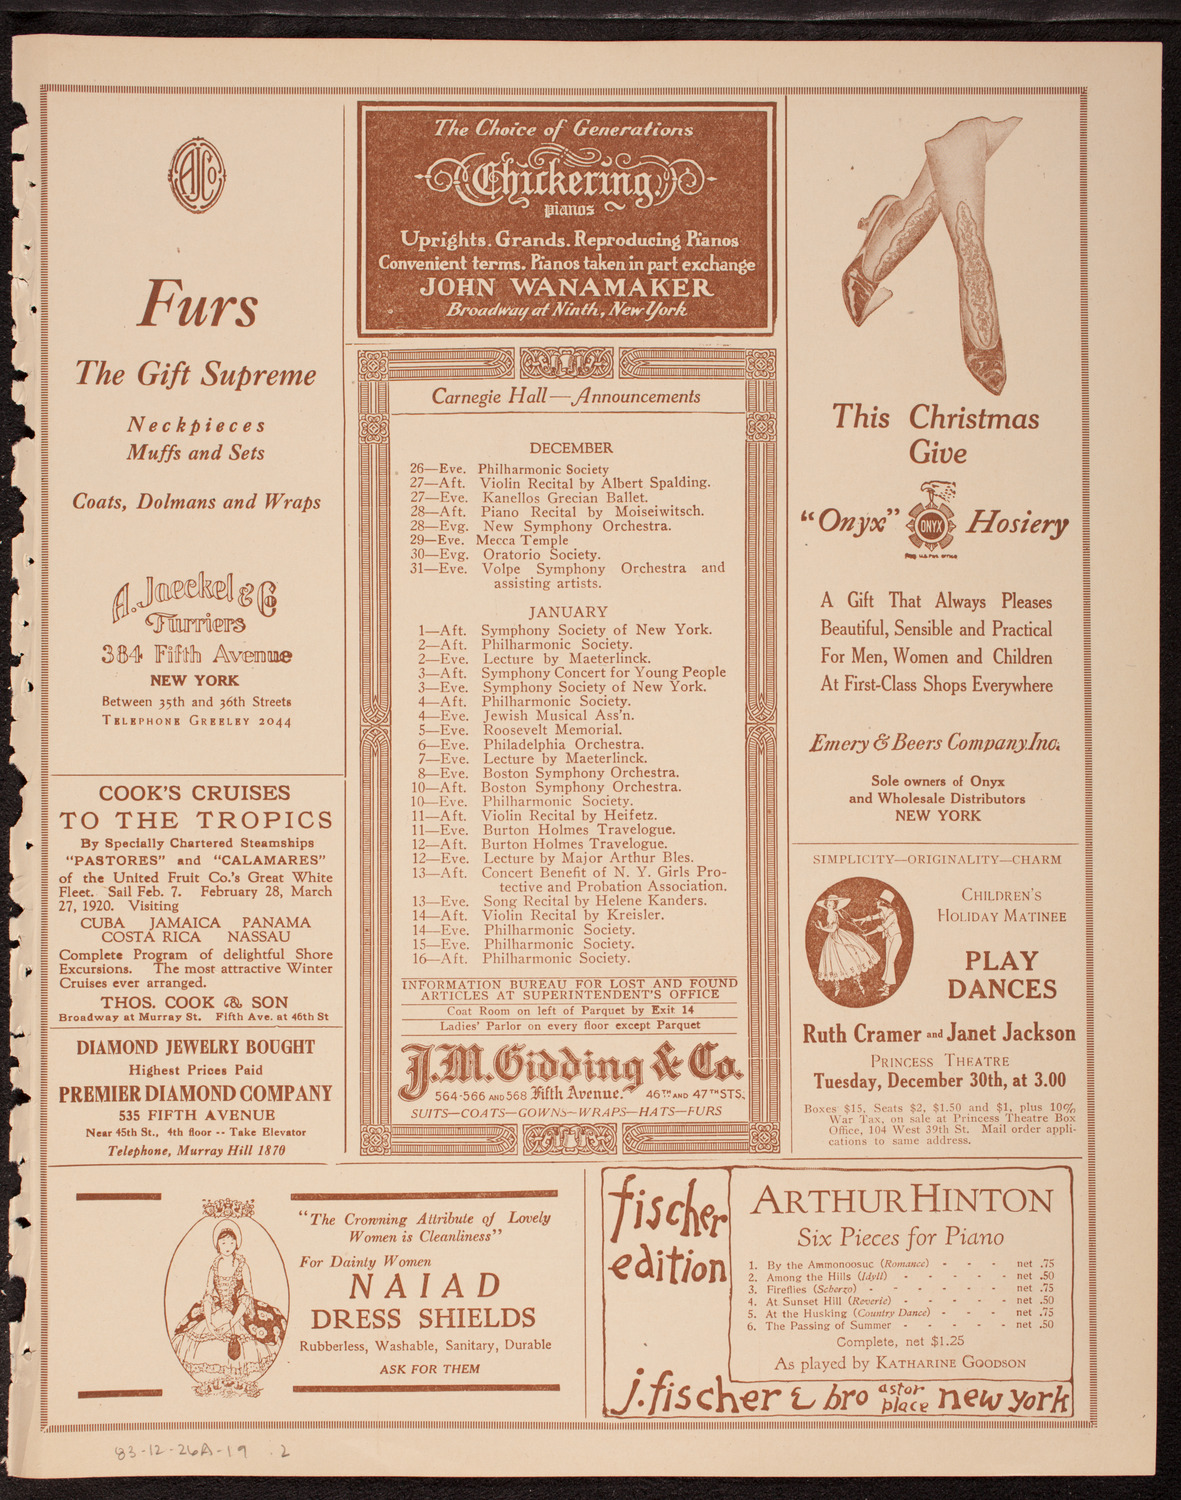 AJCo
Furs
The Gift Supreme
Neckpieces
Muffs and Sets
Coats, Dolmans and Wraps
A. Jaeckel & Co
Furriers
384 Fifth Avenue
NEW YORK
Between 35th and 36th Streets
TELEPHONE GREELEY 2044
COOK'S CRUISES
TO THE TROPICS
By Specially Chartered Steamships
"PASTORES" and "CALAMARES"
of the United Fruit Co.'s Great White
Fleet. Sail Feb. 7. February 28, March
27, 1920. Visiting
CUBA JAMAICA PANAMA
COSTA RICA NASSAU
Complete Program of delightful Shore
Excursions. The most attractive Winter
Cruises ever arranged.
THOS. COOK & SON
Broadway at Murray St. Fifth Ave. at 46th St
DIAMOND JEWELRY BOUGHT
Highest Prices Paid
PREMIER DIAMOND COMPANY
535 FIFTH AVENUE
Near 45th St., 4th floor -- Take Elevator
Telephone, Murray Hill 1870
The Choice of Generations
Chickering
pianos
Uprights. Grands. Reproducing Pianos
Convenient terms. Pianos taken in part exchange
JOHN WANAMAKER
Broadway at Ninth, New York
Carnegie Hall—Announcements
DECEMBER
26—Eve. Philharmonic Society
27—Aft. Violin Recital by Albert Spalding.
27—Eve. Kanellos Grecian Ballet.
28—Aft. Piano Recital by Moiseiwitsch.
28—Evg. New Symphony Orchestra.
29—Eve. Mecca Temple
30—Evg. Oratorio Society.
31—Eve. Volpe Symphony Orchestra and
assisting artists.
JANUARY
1—Aft. Symphony Society of New York.
2—Aft. Philharmonic Society.
2—Eve. Lecture by Maeterlinck.
3—Aft. Symphony Concert for Young People
3—Eve. Symphony Society of New York.
4—Aft. Philharmonic Society.
4—Eve. Jewish Musical Ass'n.
5—Eve. Roosevelt Memorial.
6—Eve. Philadelphia Orchestra.
7—Eve. Lecture by Maeterlinck.
8—Eve. Boston Symphony Orchestra.
10—Aft. Boston Symphony Orchestra.
10—Eve. Philharmonic Society.
11—Aft. Violin Recital by Heifetz.
11—Eve. Burton Holmes Travelogue.
12—Aft. Burton Holmes Travelogue.
12—Eve. Lecture by Major Arthur Bles.
13—Aft. Concert Benefit of N. Y. Girls Pro-
tective and Probation Association.
13—Eve. Song Recital by Helene Kanders.
14—Aft. Violin Recital by Kreisler.
14—Eve. Philharmonic Society.
15—Eve. Philharmonic Society.
16—Aft. Philharmonic Society.
INFORMATION BUREAU FOR LOST AND FOUND
ARTICLES AT SUPERINTENDENT'S OFFICE
Coat Room on left of Parquet by Exit 14
Ladies' Parlor on every floor except Parquet
J.M. Gidding & Co.
564-566 AND 568 Fifth Avenue. 46TH AND 47TH STS.
SUITS—COATS—GOWNS—WRAPS—HATS—FURS
This Christmas
Give
"Onyx" ONYX Hosiery
A Gift That Always Pleases
Beautiful, Sensible and Practical
For Men, Women and Children
At First-Class Shops Everywhere
Emery & Beers Company, Inc.
Sole owners of Onyx
and Wholesale Distributors
NEW YORK
SIMPLICITY—ORIGINALITY—CHARM
CHILDREN'S
HOLIDAY MATINEE
PLAY
DANCES
Ruth Cramer and Janet Jackson
PRINCESS THEATRE
Tuesday, December 30th, at 3.00
Boxes $15, Seats $2, $1.50 and $1, plus 10%
War Tax, on sale at Princess Theatre Box
Office, 104 West 39th St. Mail order appli-
cations to same address.
"The Crowning Attribute of Lovely
Women is Cleanliness"
For Dainty Women
NAIAD
DRESS SHIELDS
Rubberless, Washable, Sanitary, Durable
ASK FOR THEM
fischer
edition
ARTHUR HINTON
Six Pieces for Piano
1. By the Ammonoosuc (Romance) - - - net .75
2. Among the Hills (Idyll) - - - - - net .50
3. Fireflies (Scherzo) - - - - - - net .75
4. At Sunset Hill (Reverie) - - - - - net .50
5. At the Husking (Country Dance) - - - - net .75
6. The Passing of Summer - - - - - net .50
Complete, net $1.25
As played by KATHARINE GOODSON
j. fischer & bro astor place new york
83-12-26A-19 :2